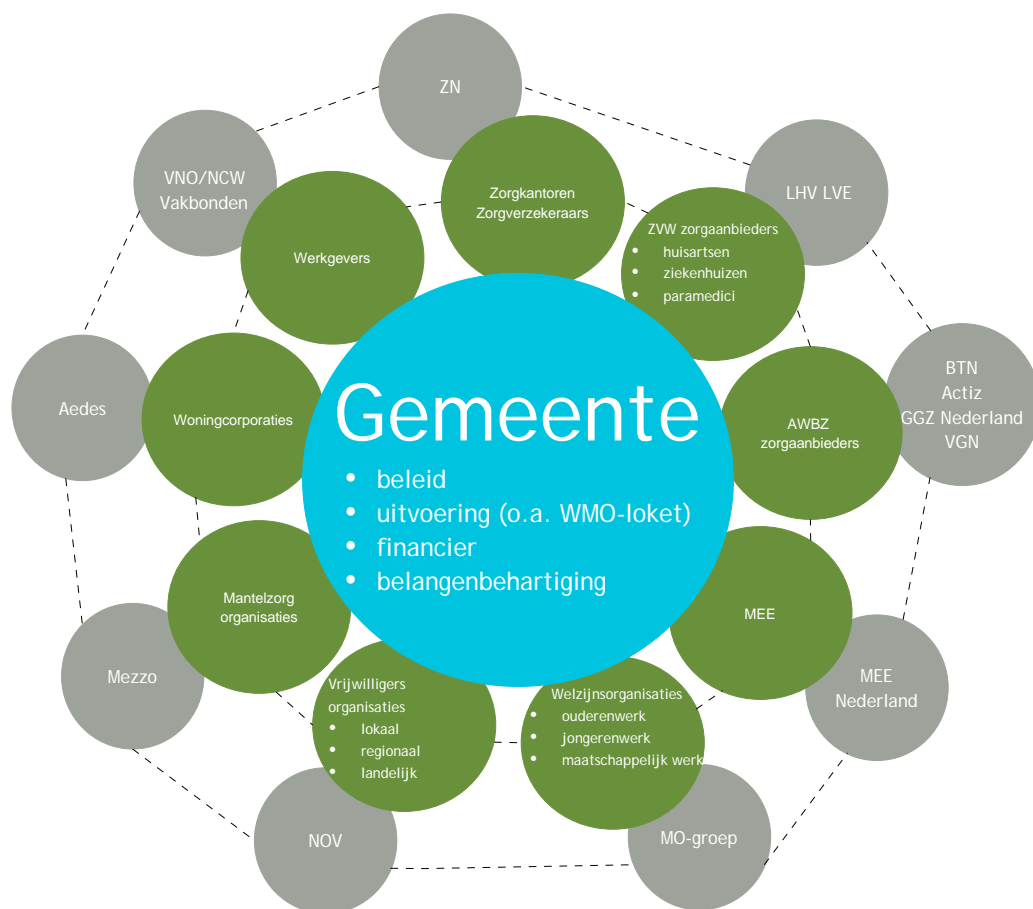 ZN
VNO/NCW
Vakbonden
LHV LVE
Zorgkantoren
Zorgverzekeraars
ZVW zorgaanbieders
• huisartsen
• ziekenhuizen
• paramedici
Werkgevers
BTN
Actiz
GGZ Nederland
VGN
Aedes
Woningcorporaties
AWBZ
zorgaanbieders
Gemeente
• beleid
• uitvoering (o.a. WMO-loket)
• financier
• belangenbehartiging
Mantelzorg
organisaties
MEE
Mezzo
MEE
Nederland
Vrijwilligers
organisaties
• lokaal
• regionaal
• landelijk
Welzijnsorganisaties
• ouderenwerk
• jongerenwerk
• maatschappelijk werk
NOV
MO-groep